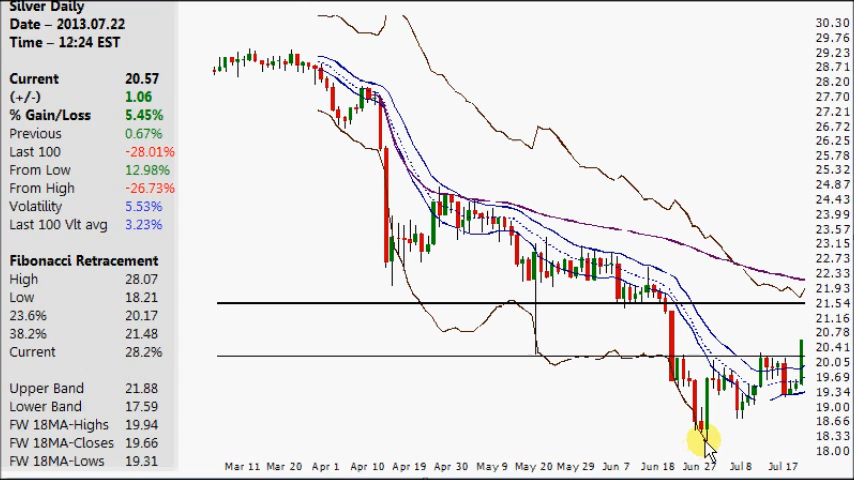 Silver Daily
Date – 2013.07.22
Time – 12:24 EST
Current 20.57
(+/-) 1.06
% Gain/Loss 5.45%
Previous 0.67%
Last 100 -28.01%
From Low 12.98%
From High -26.73%
Volatility 5.53%
Last 100 Vlt avg 3.23%
Fibonacci Retracement
High 28.07
Low 18.21
23.6% 20.17
38.2% 21.48
Current 28.2%
Upper Band 21.88
Lower Band 17.59
FW 18MA-Highs 19.94
FW 18MA-Closes 19.66
FW 18MA-Lows 19.31
30.30
29.76
29.23
28.71
28.20
27.70
27.21
26.72
26.25
25.78
25.32
24.87
24.43
23.99
23.57
23.15
22.73
22.33
21.93
21.54
21.16
20.78
20.41
20.05
19.69
19.34
19.00
18.66
18.33
18.00
Mar 11 Mar 20 Apr 1 Apr 10 Apr 19 Apr 30 May 9 May 20 May 29 Jun 7 Jun 18 Jun 27 Jul 8 Jul 17